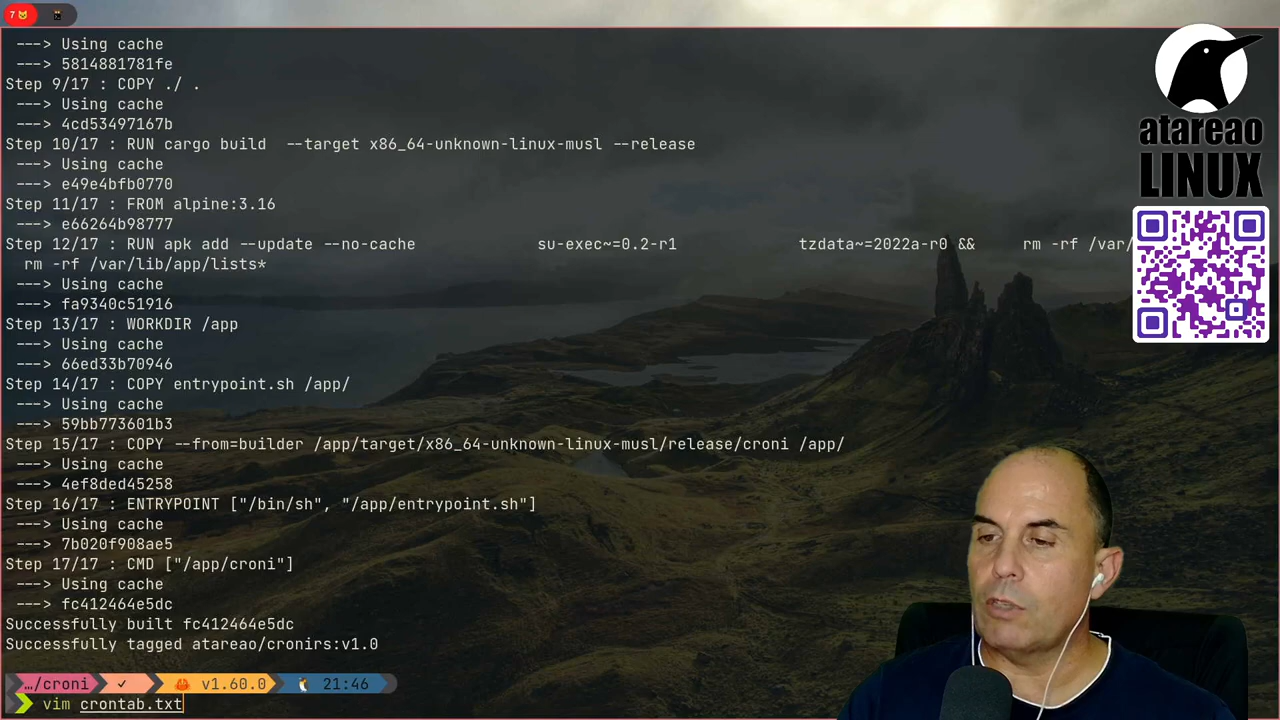 7
---> Using cache
---> 5814881781fe
Step 9/17 : COPY ./ .
---> Using cache
---> 4cd53497167b
Step 10/17 : RUN cargo build  --target x86_64-unknown-linux-musl --release
---> Using cache
---> e49e4bfb0770
Step 11/17 : FROM alpine:3.16
---> e66264b98777
Step 12/17 : RUN apk add --update --no-cache             su-exec~=0.2-r1             tzdata~=2022a-r0 &&     rm -rf /var/
rm -rf /var/lib/app/lists*
---> Using cache
---> fa9340c51916
Step 13/17 : WORKDIR /app
---> Using cache
---> 66ed33b70946
Step 14/17 : COPY entrypoint.sh /app/
---> Using cache
---> 59bb773601b3
Step 15/17 : COPY --from=builder /app/target/x86_64-unknown-linux-musl/release/croni /app/
---> Using cache
---> 4ef8ded45258
Step 16/17 : ENTRYPOINT ["/bin/sh", "/app/entrypoint.sh"]
---> Using cache
---> 7b020f908ae5
Step 17/17 : CMD ["/app/croni"]
---> Using cache
---> fc412464e5dc
Successfully built fc412464e5dc
Successfully tagged atareao/cronirs:v1.0
…/croni ✓ v1.60.0 21:46
vim crontab.txt
atareao
LINUX